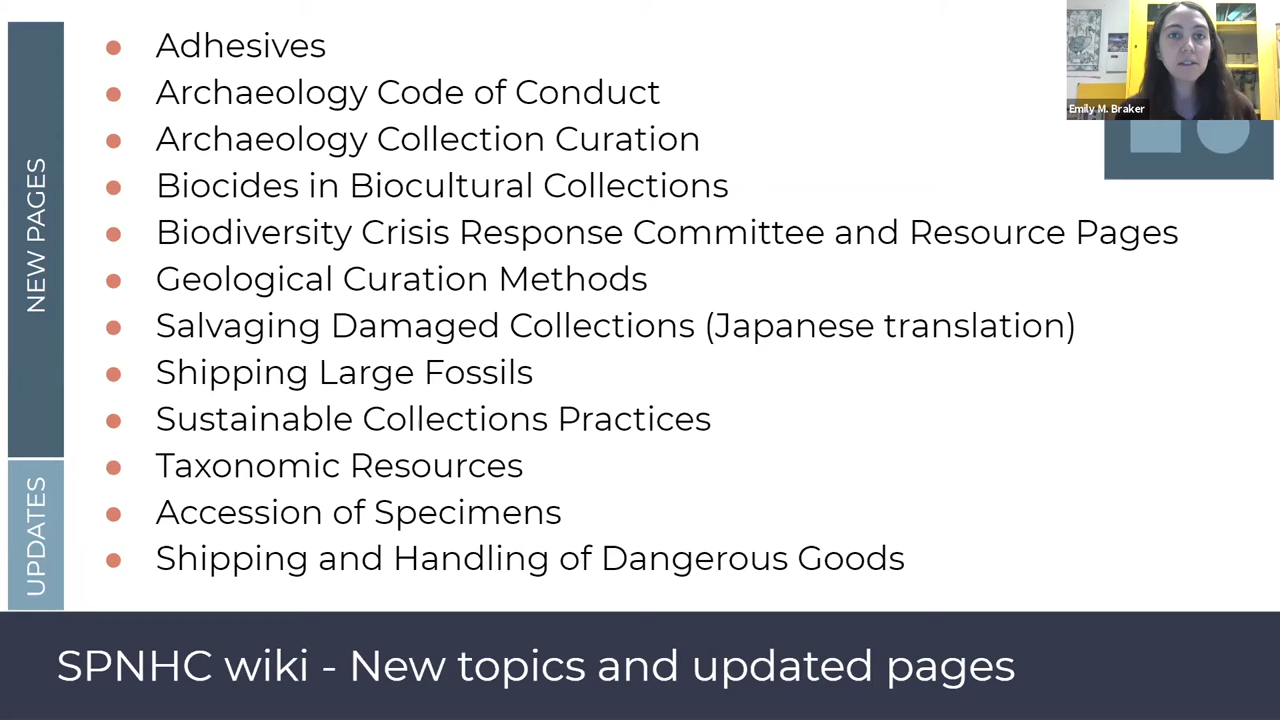 NEW PAGES
Adhesives
Archaeology Code of Conduct
Archaeology Collection Curation
Biocides in Biocultural Collections
Biodiversity Crisis Response Committee and Resource Pages
Geological Curation Methods
Salvaging Damaged Collections (Japanese translation)
Shipping Large Fossils
Sustainable Collections Practices
UPDATES
Taxonomic Resources
Accession of Specimens
Shipping and Handling of Dangerous Goods
SPNHC wiki - New topics and updated pages
Emily M. Braker